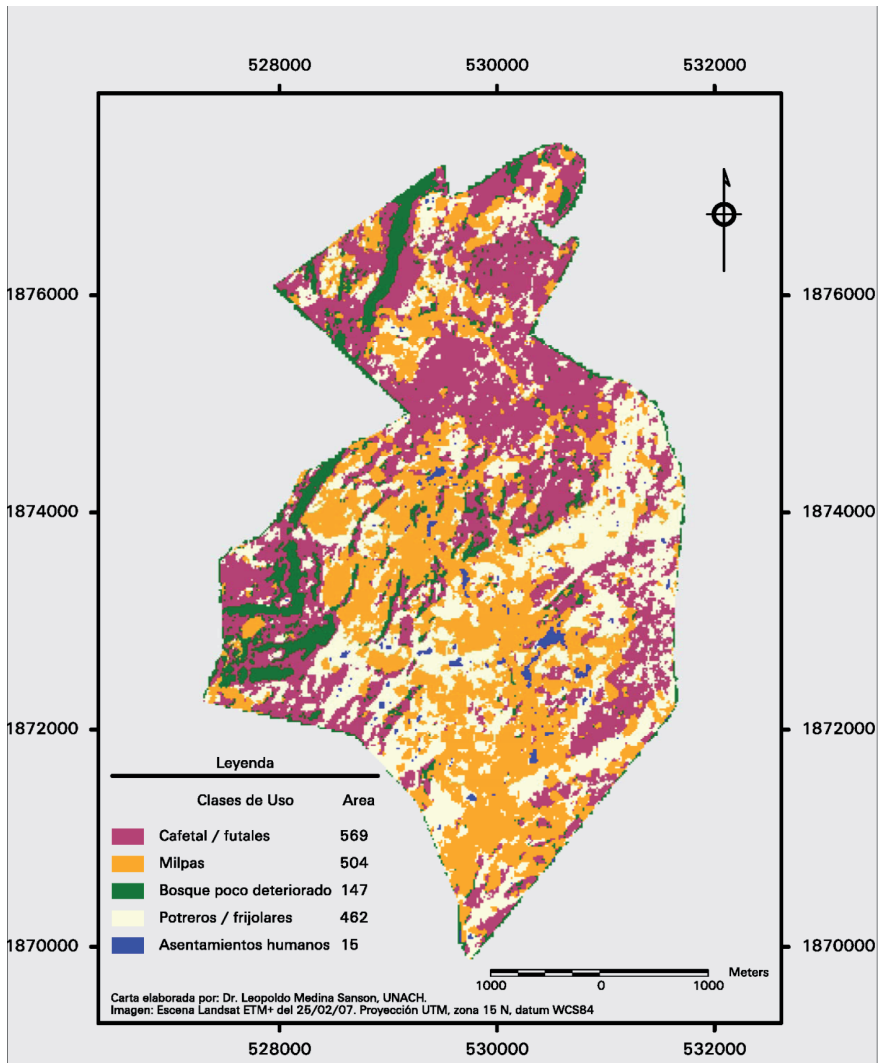 528000 530000 532000
1876000 1876000
1874000 1874000
1872000 1872000
Leyenda
Clases de Uso Area
Cafetal / futales 569
Milpas 504
Bosque poco deteriorado 147
Potreros / frijolares 462
Asentamientos humanos 15
1870000 1870000
1000 0 1000 Meters
Carta elaborada por: Dr. Leopoldo Medina Sanson, UNACH.
Imagen: Escena Landsat ETM+ del 25/02/07. Proyección UTM, zona 15 N, datum WCS84
528000 530000 532000